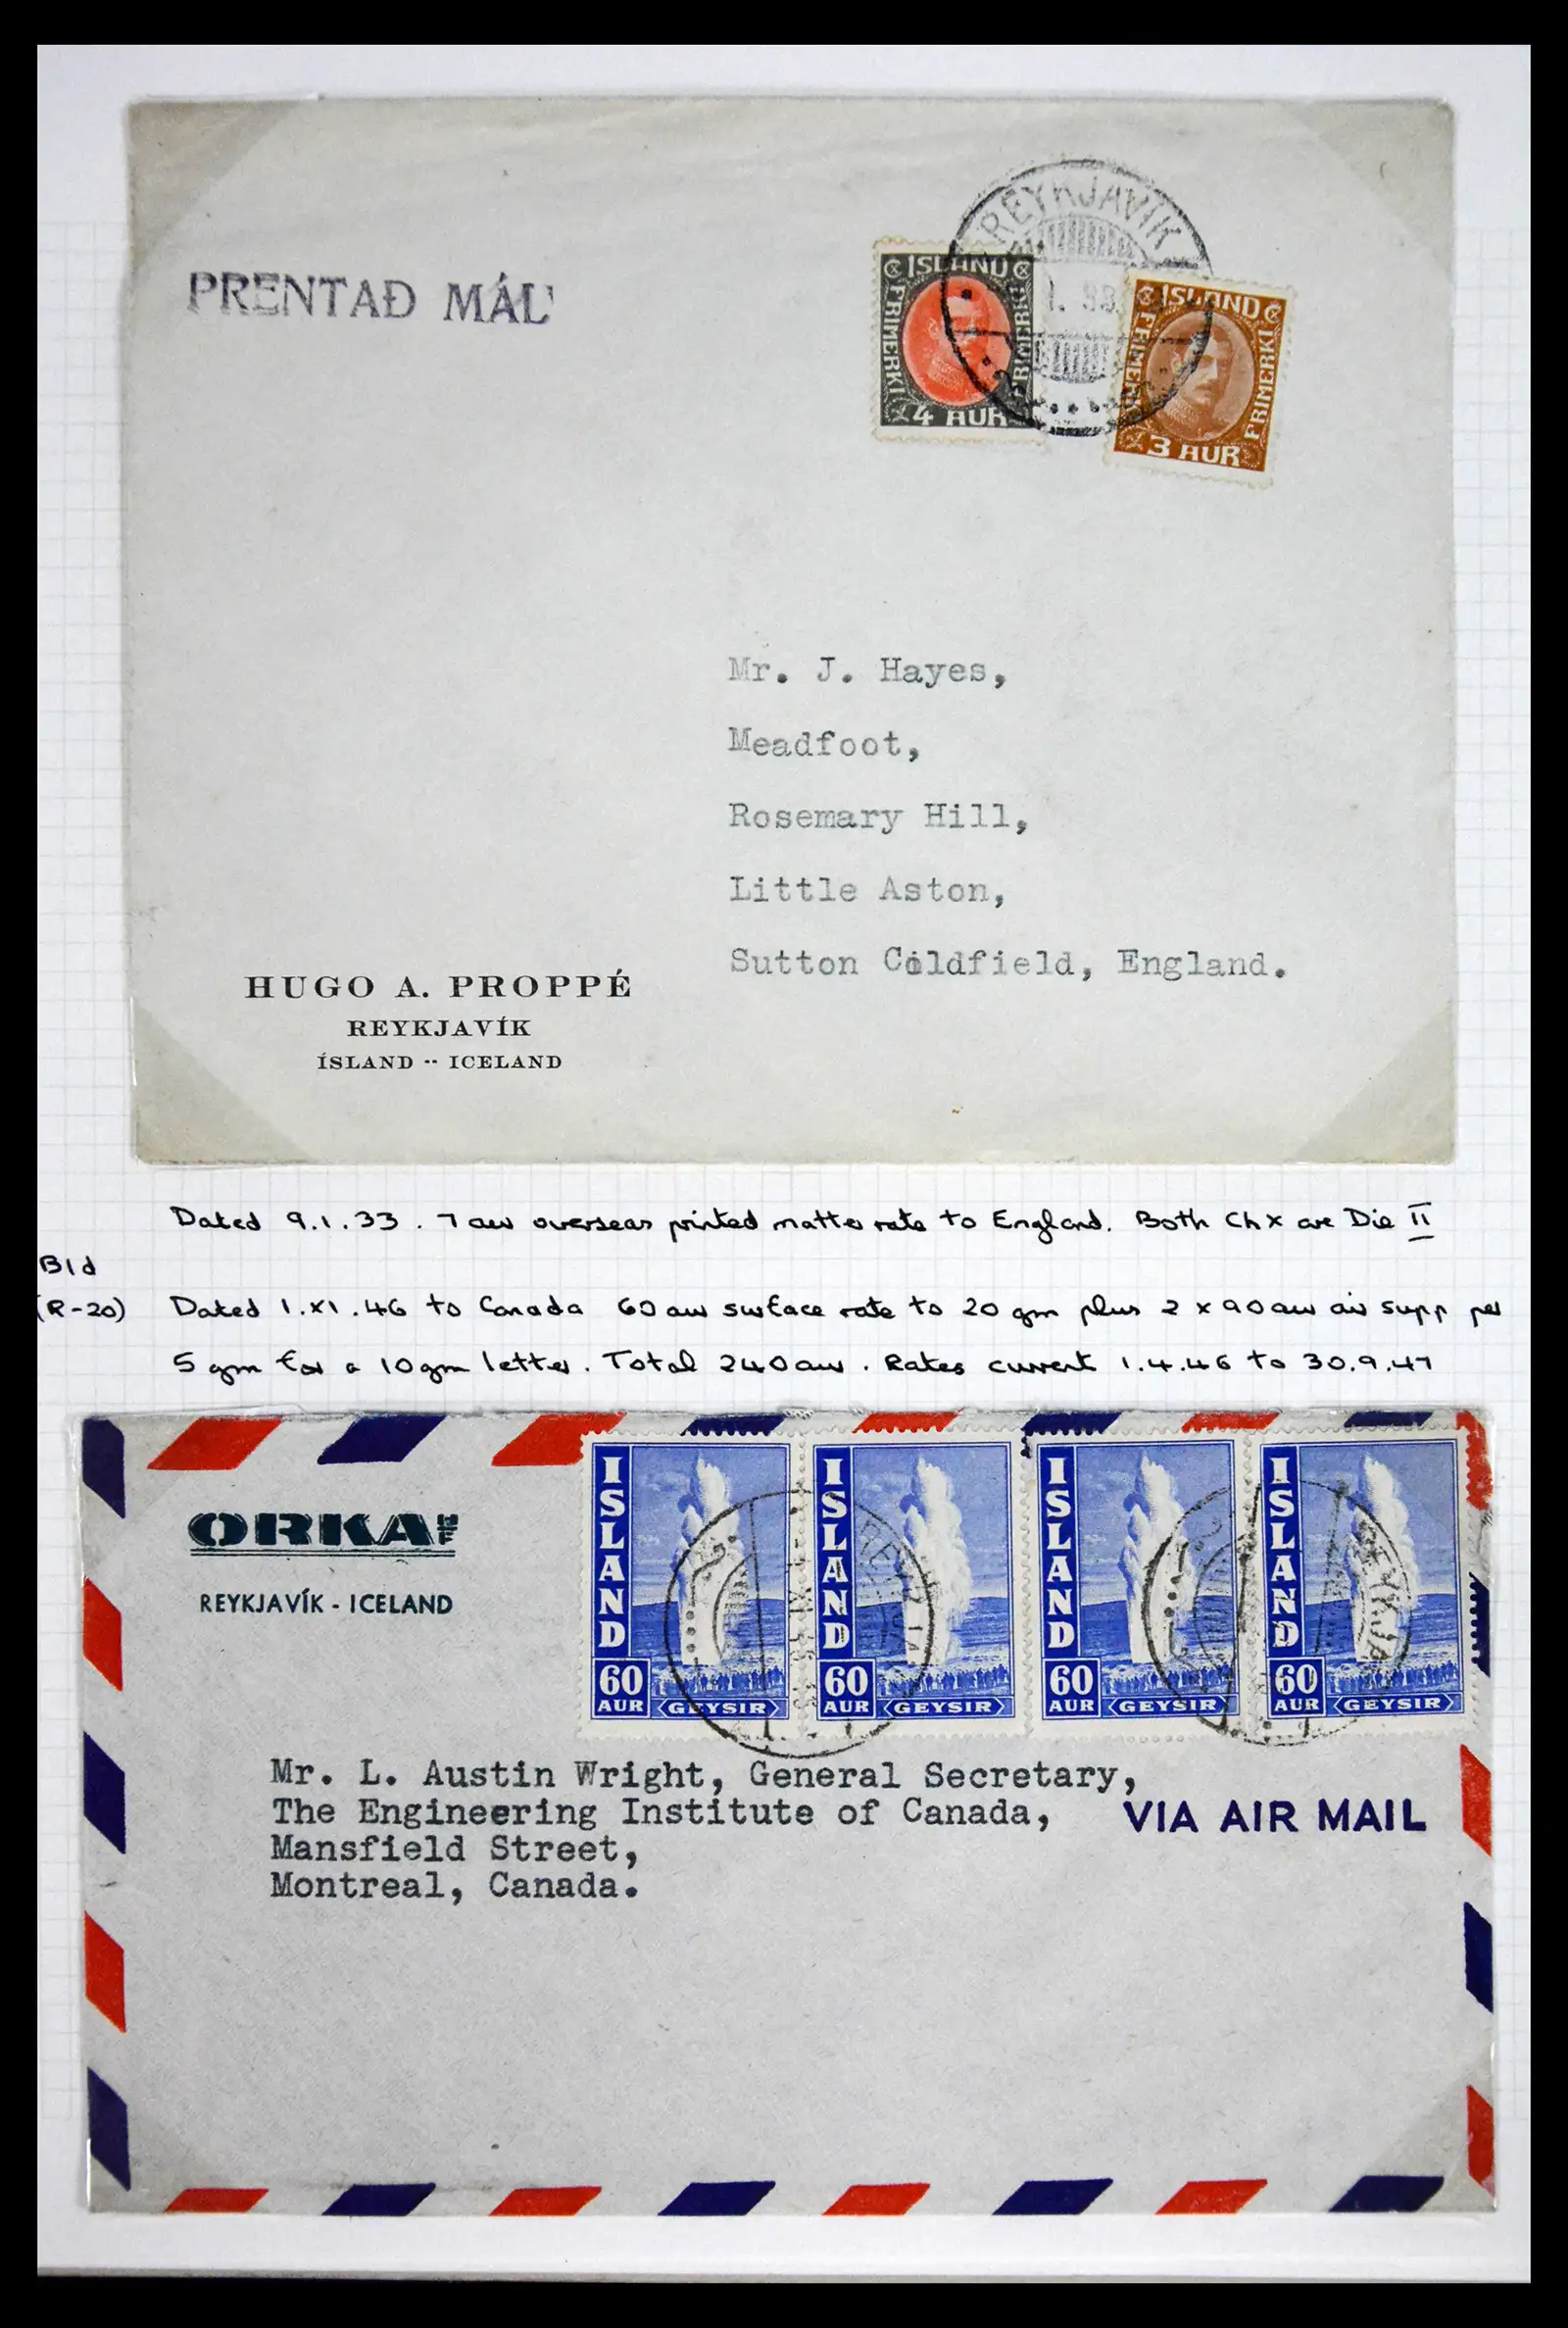 PRENTAÐ MÁL
REYKJAVÍK
ISLAND
FRIMERKI
FRIMERKI
4 AUR
ISLAND
FRIMERKI
FRIMERKI
3 AUR
Mr. J. Hayes,
Meadfoot,
Rosemary Hill,
Little Aston,
Sutton Coldfield, England.
HUGO A. PROPPÉ
REYKJAVÍK
ÍSLAND -- ICELAND
Dated 9.1.33. 7 aur overseas printed matter rate to England. Both Ch X are Die II
Bld
(R-20) Dated 1.XI.46 to Canada 60 aur surface rate to 20 gm plus 2 x 90 aur air supp per
5 gm for a 10 gm letter. Total 240 aur. Rates current 1.4.46 to 30.9.47
ORKA H/F
REYKJAVÍK - ICELAND
ISLAND
60
AUR
GEYSIR
ISLAND
60
AUR
GEYSIR
ISLAND
60
AUR
GEYSIR
ISLAND
60
AUR
GEYSIR
Mr. L. Austin Wright, General Secretary,
The Engineering Institute of Canada,
VIA AIR MAIL
Mansfield Street,
Montreal, Canada.